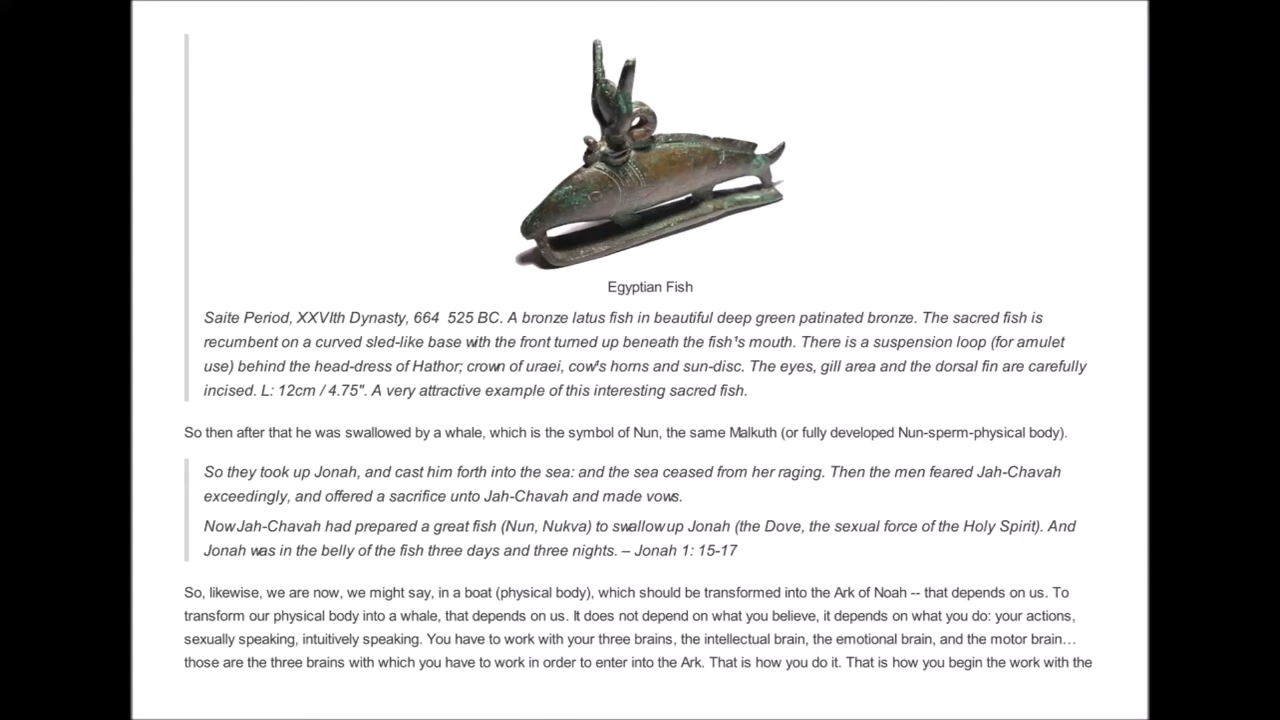 Egyptian Fish
Saite Period, XXVIth Dynasty, 664 525 BC. A bronze latus fish in beautiful deep green patinated bronze. The sacred fish is
recumbent on a curved sled-like base with the front turned up beneath the fish¹s mouth. There is a suspension loop (for amulet
use) behind the head-dress of Hathor; crown of uraei, cow's horns and sun-disc. The eyes, gill area and the dorsal fin are carefully
incised. L: 12cm / 4.75". A very attractive example of this interesting sacred fish.
So then after that he was swallowed by a whale, which is the symbol of Nun, the same Malkuth (or fully developed Nun-sperm-physical body).
So they took up Jonah, and cast him forth into the sea: and the sea ceased from her raging. Then the men feared Jah-Chavah
exceedingly, and offered a sacrifice unto Jah-Chavah and made vows.
Now Jah-Chavah had prepared a great fish (Nun, Nukva) to swallow up Jonah (the Dove, the sexual force of the Holy Spirit). And
Jonah was in the belly of the fish three days and three nights. – Jonah 1: 15-17
So, likewise, we are now, we might say, in a boat (physical body), which should be transformed into the Ark of Noah -- that depends on us. To
transform our physical body into a whale, that depends on us. It does not depend on what you believe, it depends on what you do: your actions,
sexually speaking, intuitively speaking. You have to work with your three brains, the intellectual brain, the emotional brain, and the motor brain…
those are the three brains with which you have to work in order to enter into the Ark. That is how you do it. That is how you begin the work with the